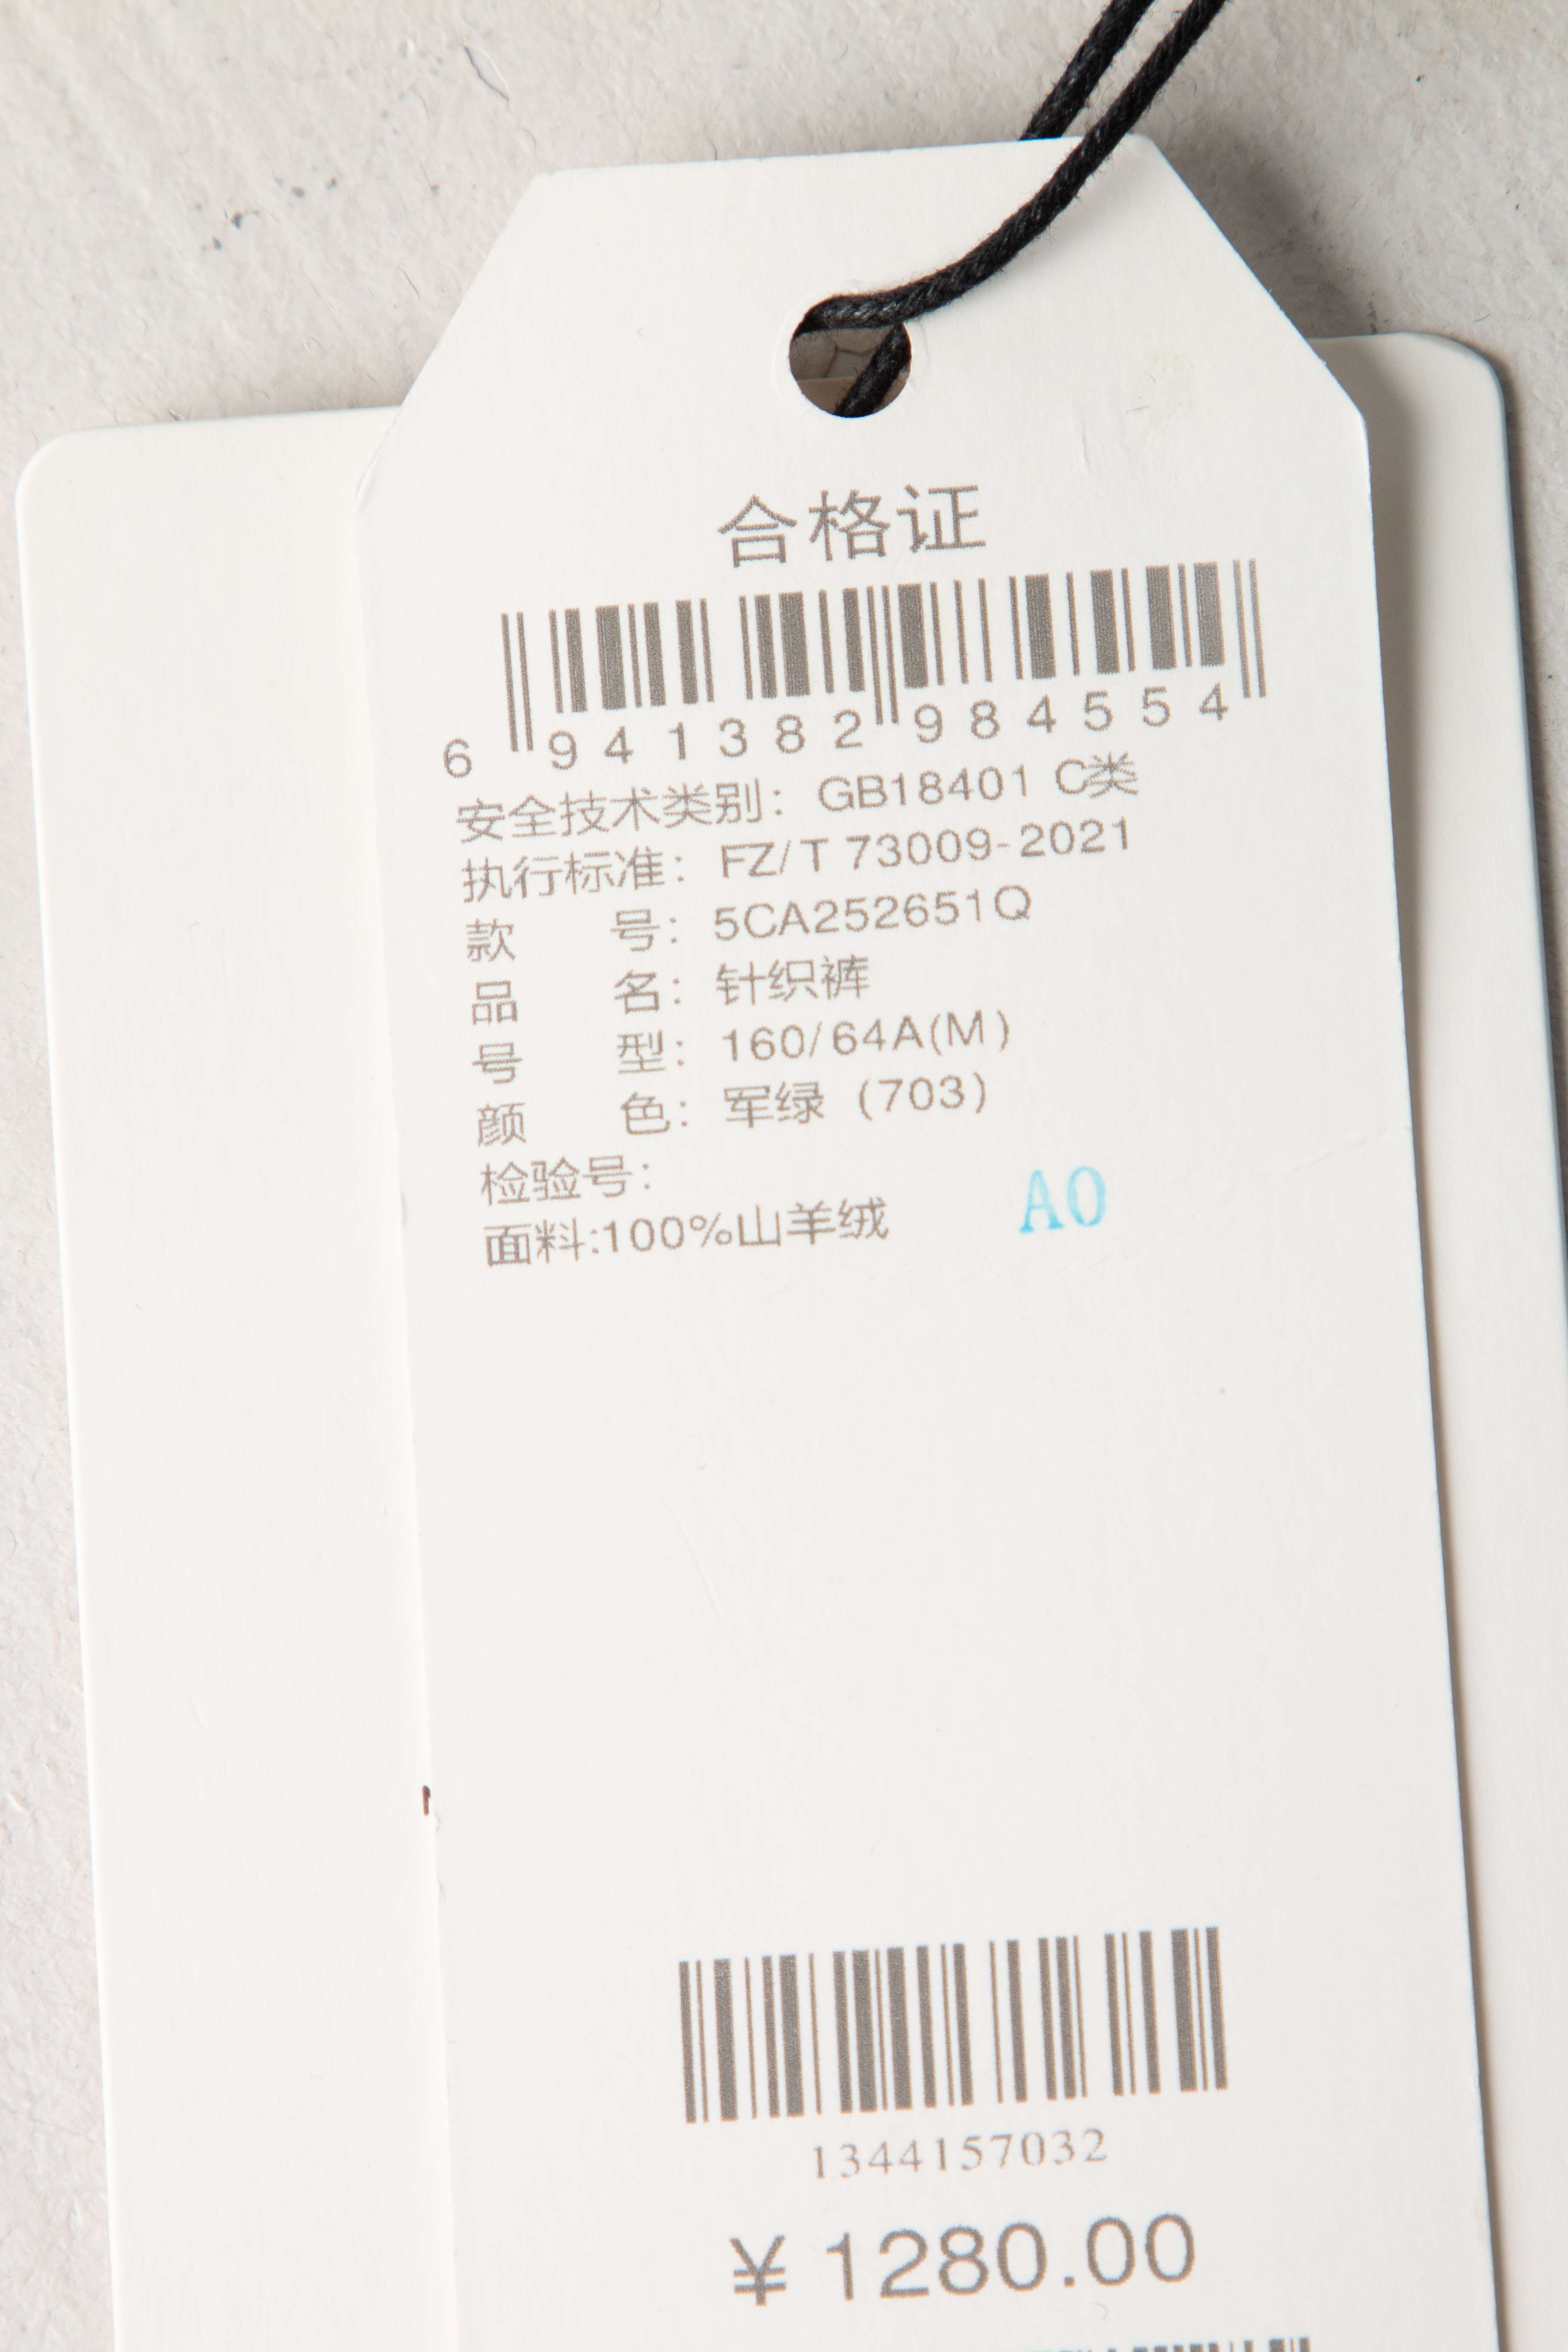 合格证
6 941382 984554
安全技术类别：GB18401 C类
执行标准：FZ/T 73009-2021
款 号：5CA252651Q
品 名：针织裤
号 型：160/64A(M)
颜 色：军绿（703）
检验号：
A0
面料:100%山羊绒
1344157032
¥ 1280.00